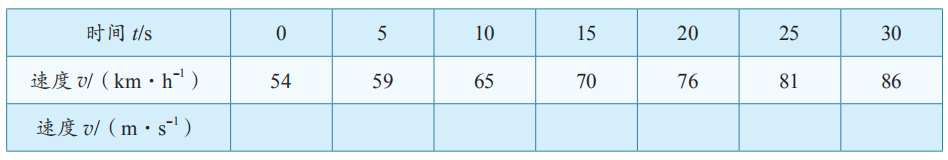 时间 t/s 0 5 10 15 20 25 30
速度 v/（km·h⁻¹） 54 59 65 70 76 81 86
速度 v/（m·s⁻¹）